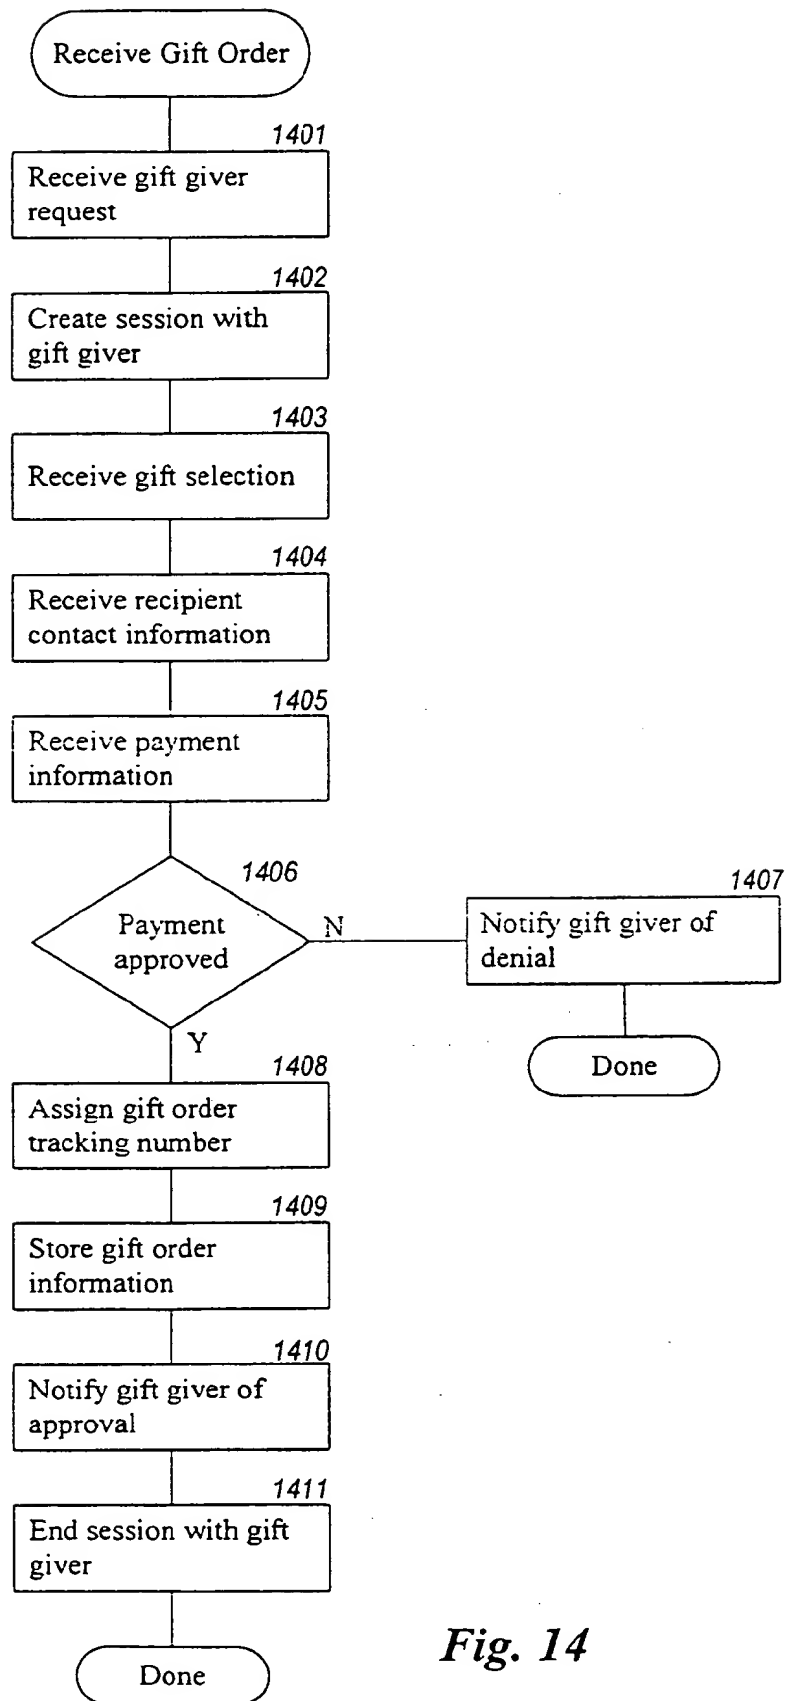 Receive Gift Order
1401
Receive gift giver
request
1402
Create session with
gift giver
1403
Receive gift selection
1404
Receive recipient
contact information
1405
Receive payment
information
1406
Payment
approved
N
1407
Notify gift giver of
denial
Done
Y
1408
Assign gift order
tracking number
1409
Store gift order
information
1410
Notify gift giver of
approval
1411
End session with gift
giver
Done
Fig. 14